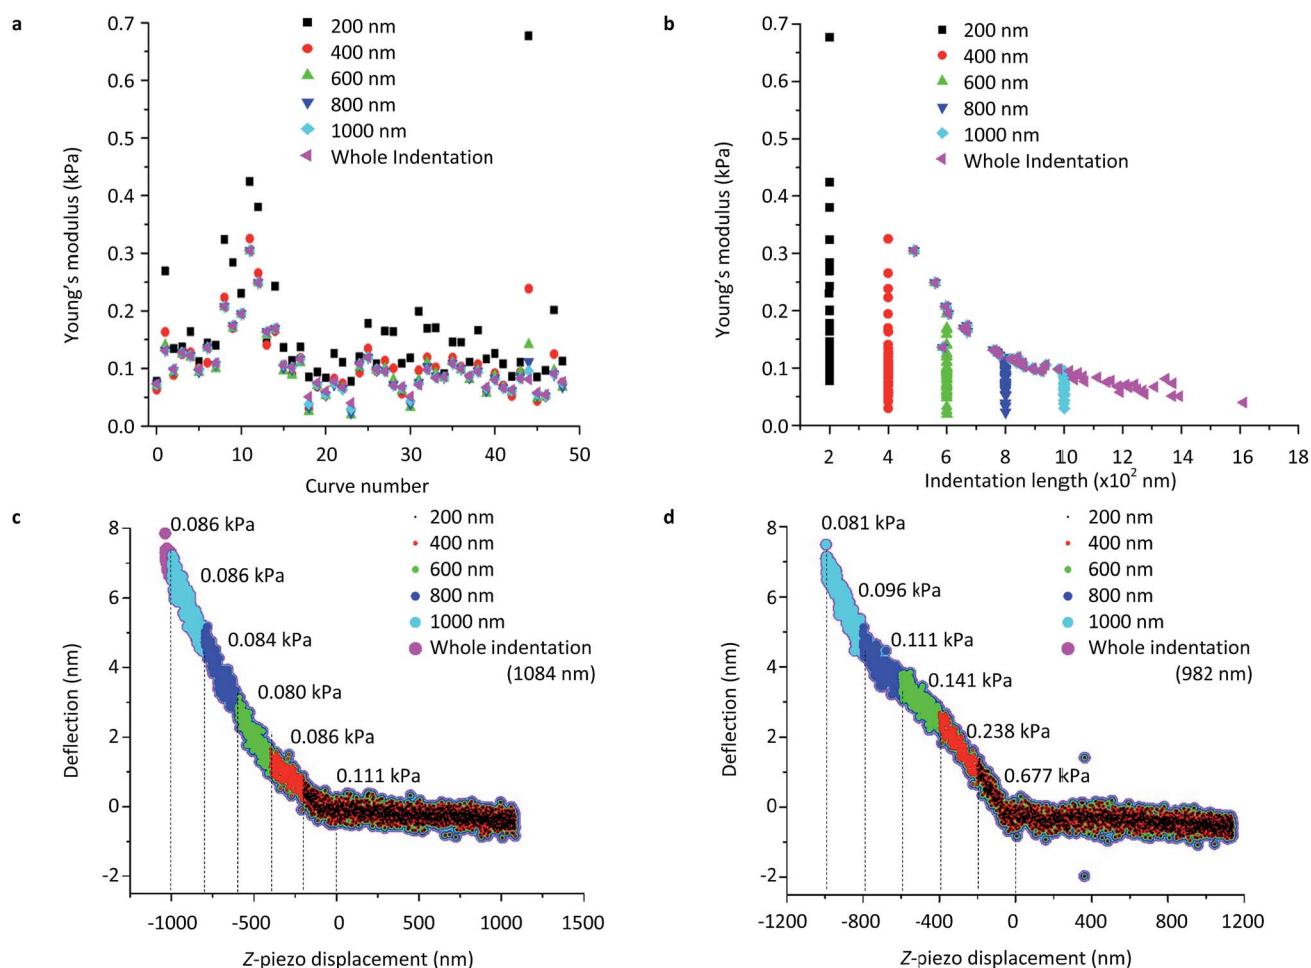 a
0.7
0.6
0.5
0.4
0.3
0.2
0.1
0.0
Young's modulus (kPa)
200 nm
400 nm
600 nm
800 nm
1000 nm
Whole Indentation
0 10 20 30 40 50
Curve number
b
0.7
0.6
0.5
0.4
0.3
0.2
0.1
0.0
Young's modulus (kPa)
200 nm
400 nm
600 nm
800 nm
1000 nm
Whole Indentation
2 4 6 8 10 12 14 16 18
Indentation length (x10² nm)
c
8
6
4
2
0
-2
Deflection (nm)
0.086 kPa
0.086 kPa
0.084 kPa
0.080 kPa
0.086 kPa
0.111 kPa
200 nm
400 nm
600 nm
800 nm
1000 nm
Whole indentation
(1084 nm)
-1000 -500 0 500 1000 1500
Z-piezo displacement (nm)
d
8
6
4
2
0
-2
Deflection (nm)
0.081 kPa
0.096 kPa
0.111 kPa
0.141 kPa
0.238 kPa
0.677 kPa
200 nm
400 nm
600 nm
800 nm
1000 nm
Whole indentation
(982 nm)
-1200 -800 -400 0 400 800 1200
Z-piezo displacement (nm)